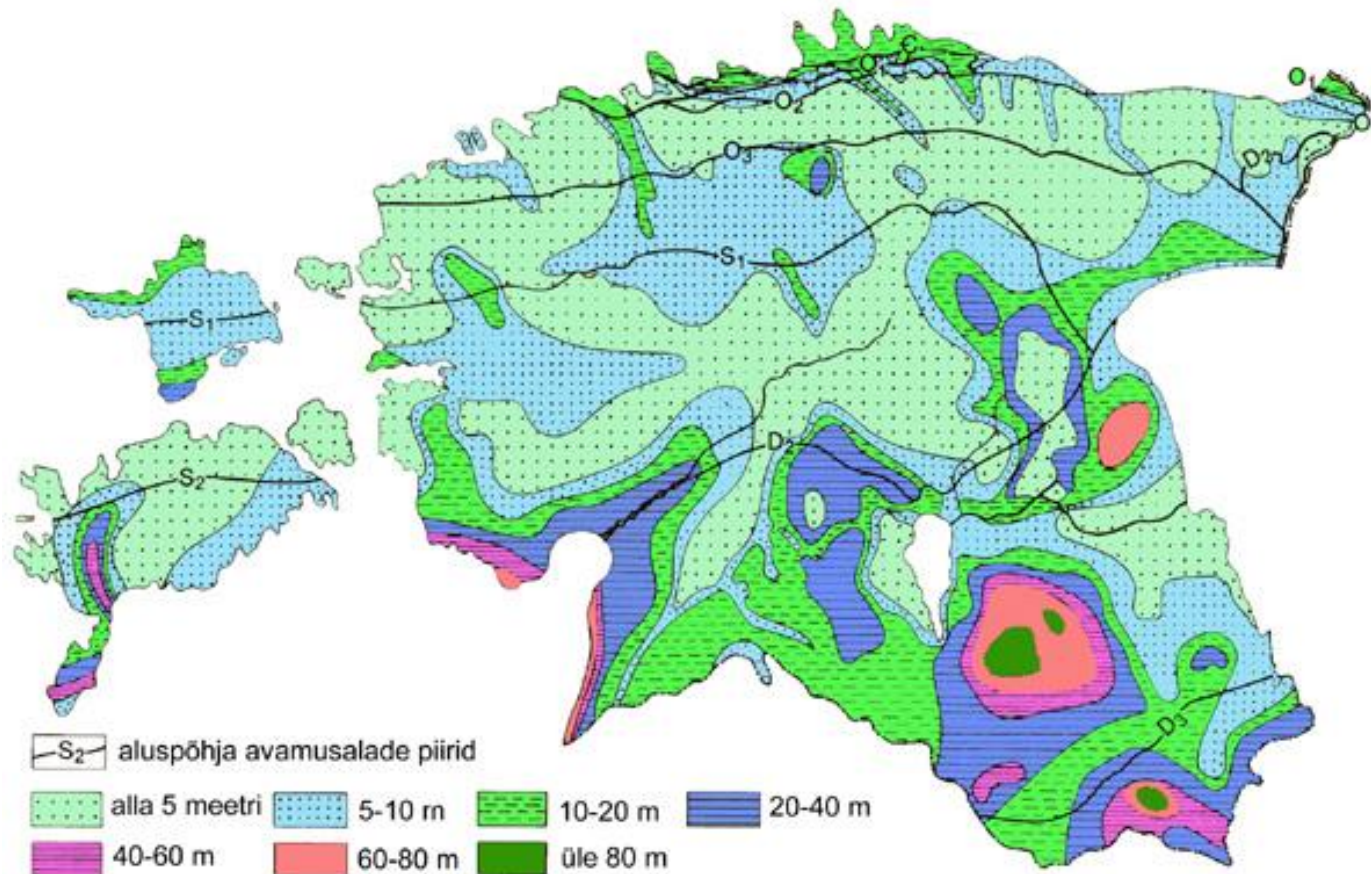 Є
O
O
O₂
O₃
D₂
S₁
S₁
D₂
S₂
D₃
S₂ aluspõhja avamusalade piirid
alla 5 meetri 5-10 m 10-20 m 20-40 m
40-60 m 60-80 m üle 80 m